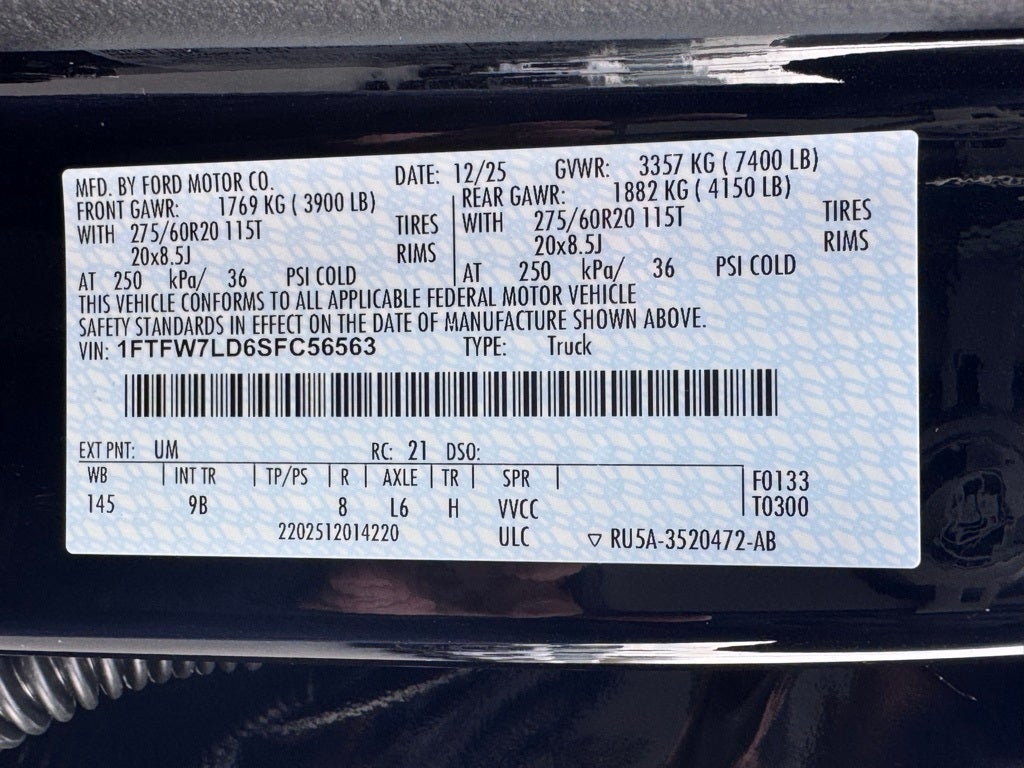 MFD. BY FORD MOTOR CO. DATE: 12/25 GVWR: 3357 KG ( 7400 LB)
FRONT GAWR: 1769 KG ( 3900 LB) REAR GAWR: 1882 KG ( 4150 LB)
WITH 275/60R20 115T TIRES WITH 275/60R20 115T TIRES
20x8.5J RIMS 20x8.5J RIMS
AT 250 kPa/ 36 PSI COLD AT 250 kPa/ 36 PSI COLD
THIS VEHICLE CONFORMS TO ALL APPLICABLE FEDERAL MOTOR VEHICLE
SAFETY STANDARDS IN EFFECT ON THE DATE OF MANUFACTURE SHOWN ABOVE.
VIN: 1FTFW7LD6SFC56563 TYPE: Truck
EXT PNT: UM RC: 21 DSO:
WB INT TR TP/PS R AXLE TR SPR F0133
145 9B 8 L6 H VVCC T0300
2202512014220 ULC ▽ RU5A-3520472-AB